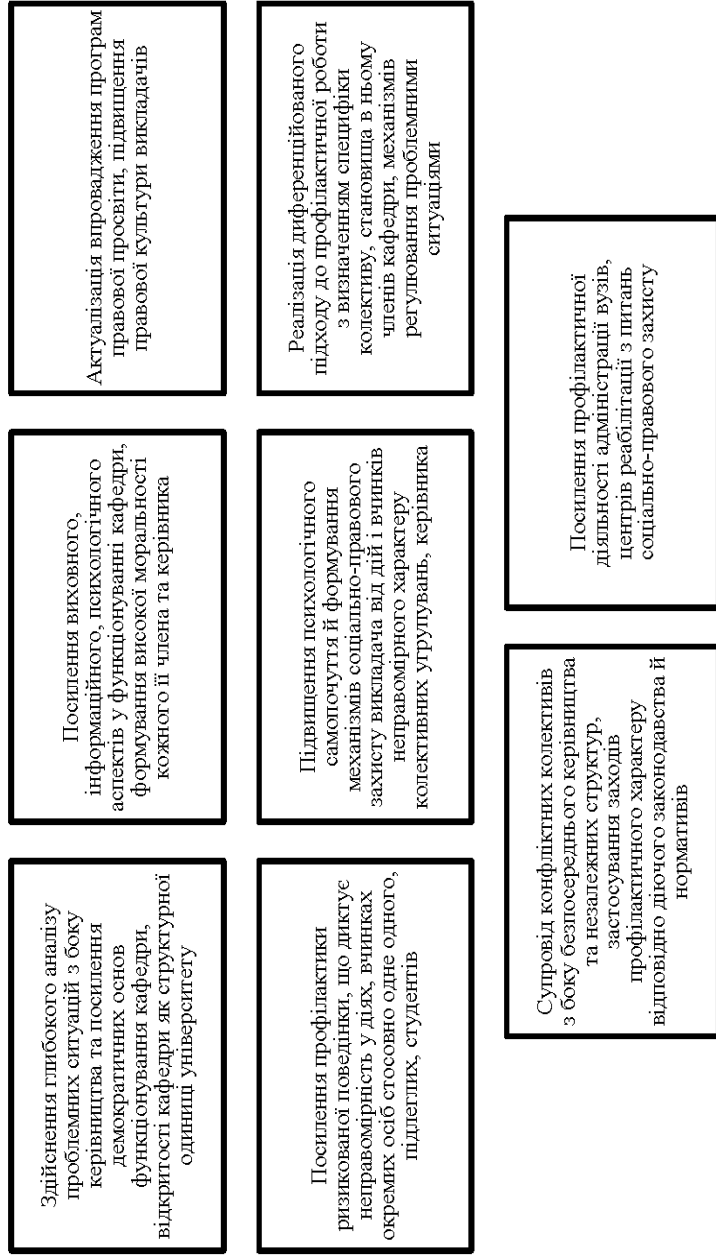 Здійснення глибокого аналізу
проблемних ситуацій з боку
керівництва та посилення
демократичних основ
функціонування кафедри,
відкритості кафедри як структурної
одиниці університету
Посилення виховного,
інформаційного, психологічного
аспектів у функціонуванні кафедри,
формування високої моральності
кожного її члена та керівника
Актуалізація впровадження програм
правової просвіти, підвищення
правової культури викладачів
Посилення профілактики
ризикованої поведінки, що диктує
неправомірність у діях, вчинках
окремих осіб стосовно одне одного,
підлеглих, студентів
Підвищення психологічного
самопочуття й формування
механізмів соціально-правового
захисту викладача від дій і вчинків
неправомірного характеру
колективних угрупувань, керівника
Реалізація диференційованого
підходу до профілактичної роботи
з визначенням специфіки
колективу, становища в ньому
членів кафедри, механізмів
регулювання проблемними
ситуаціями
Супровід конфліктних колективів
з боку безпосереднього керівництва
та незалежних структур,
застосування заходів
профілактичного характеру
відповідно діючого законодавства й
нормативів
Посилення профілактичної
діяльності адміністрації вузів,
центрів реабілітації з питань
соціально-правового захисту